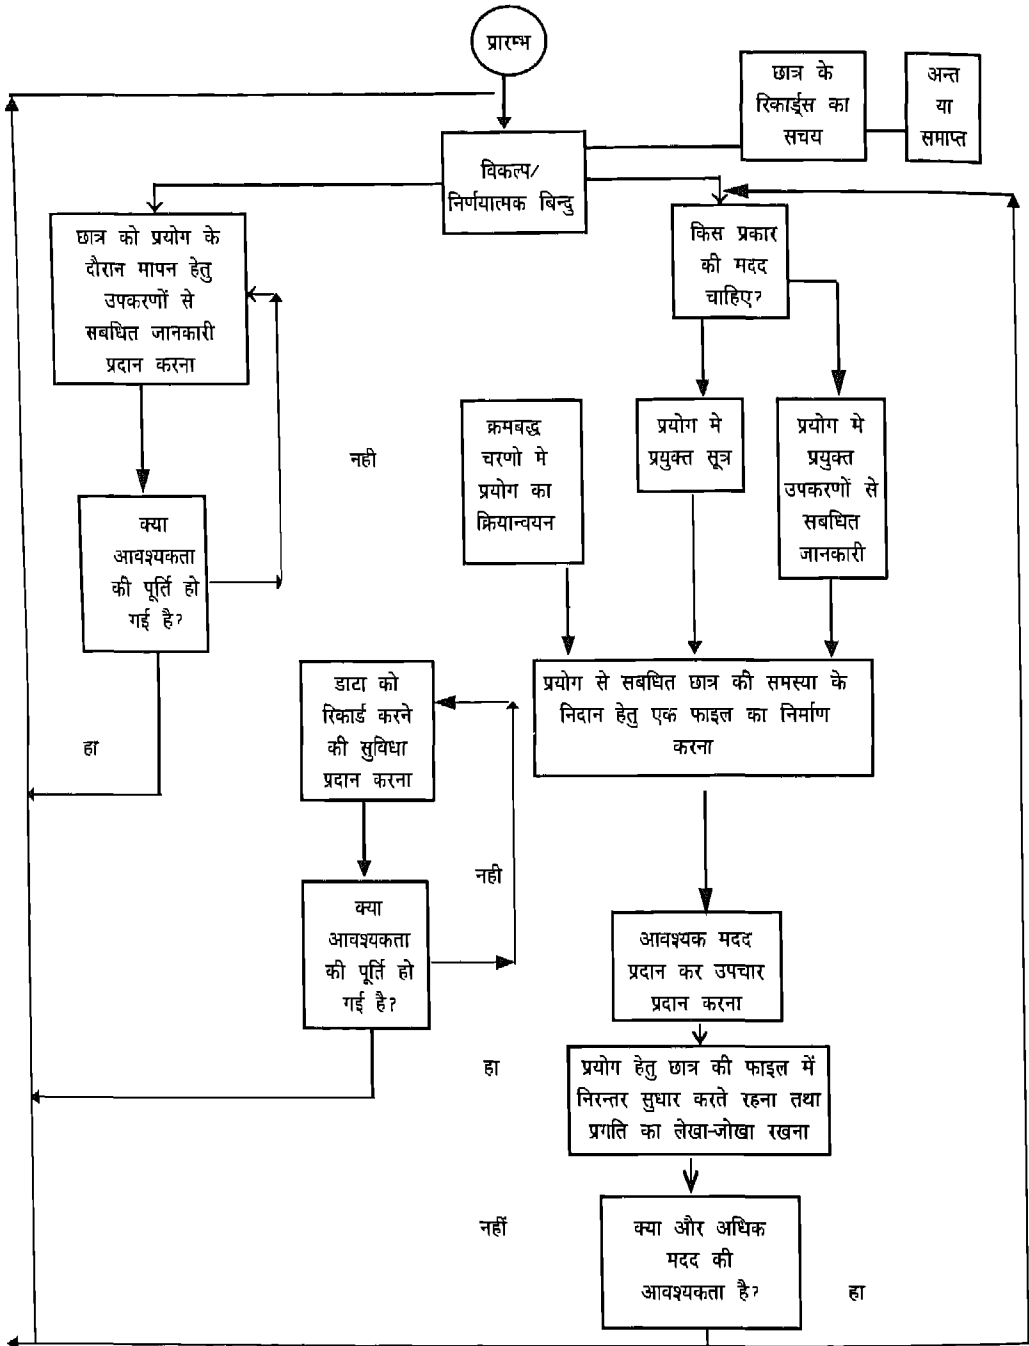 प्रारम्भ
छात्र के
रिकार्ड्स का
सचय
अन्त
या
समाप्त
विकल्प/
निर्णयात्मक बिन्दु
छात्र को प्रयोग के
दौरान मापन हेतु
उपकरणों से
सबधित जानकारी
प्रदान करना
किस प्रकार
की मदद
चाहिए?
नही
क्रमबद्ध
चरणो मे
प्रयोग का
क्रियान्वयन
प्रयोग मे
प्रयुक्त सूत्र
प्रयोग मे
प्रयुक्त
उपकरणों से
सबधित
जानकारी
क्या
आवश्यकता
की पूर्ति हो
गई है?
हा
डाटा को
रिकार्ड करने
की सुविधा
प्रदान करना
प्रयोग से सबधित छात्र की समस्या के
निदान हेतु एक फाइल का निर्माण
करना
नही
क्या
आवश्यकता
की पूर्ति हो
गई है?
आवश्यक मदद
प्रदान कर उपचार
प्रदान करना
हा
प्रयोग हेतु छात्र की फाइल में
निरन्तर सुधार करते रहना तथा
प्रगति का लेखा-जोखा रखना
नहीं
क्या और अधिक
मदद की
आवश्यकता है?
हा